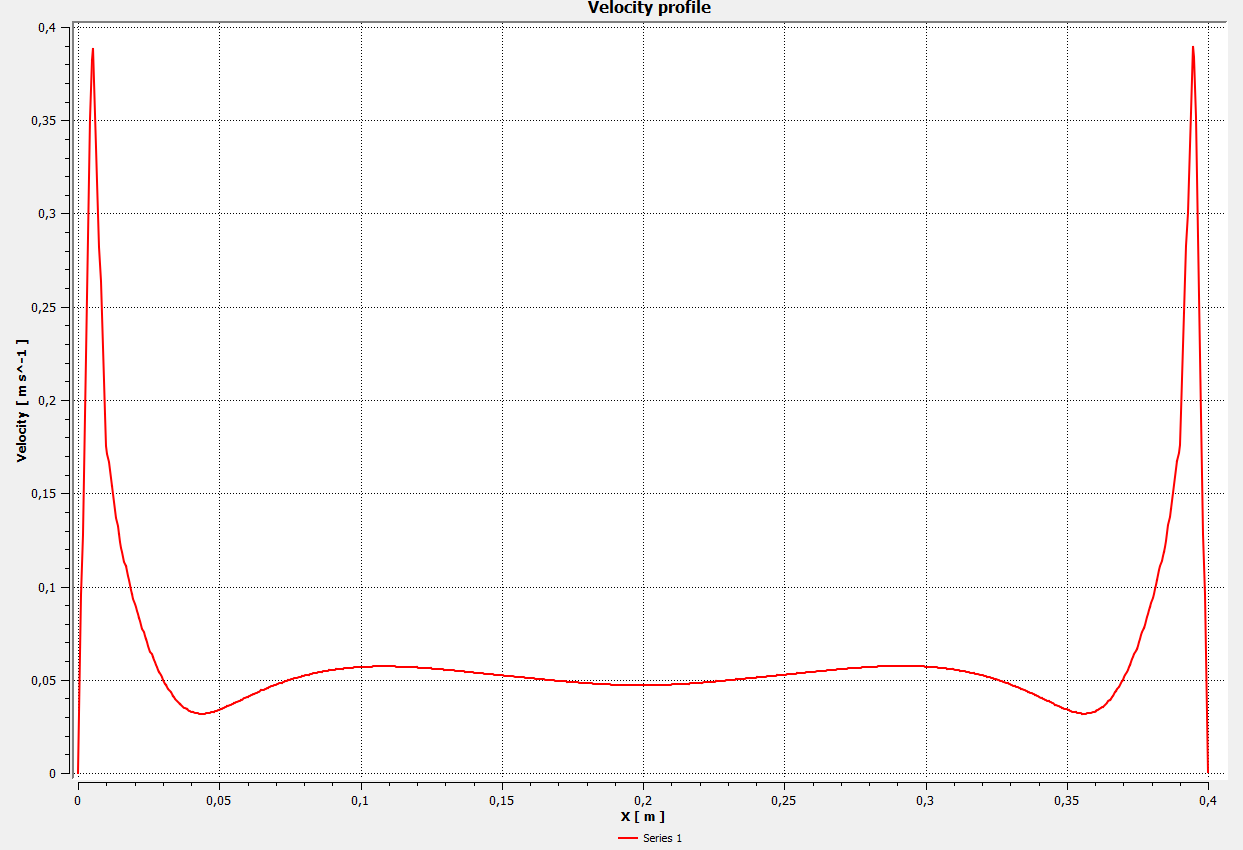 Velocity profile
0,4
0,35
0,3
0,25
0,2
0,15
0,1
0,05
0
Velocity [ m s^-1 ]
0 0,05 0,1 0,15 0,2 0,25 0,3 0,35 0,4
X [ m ]
Series 1